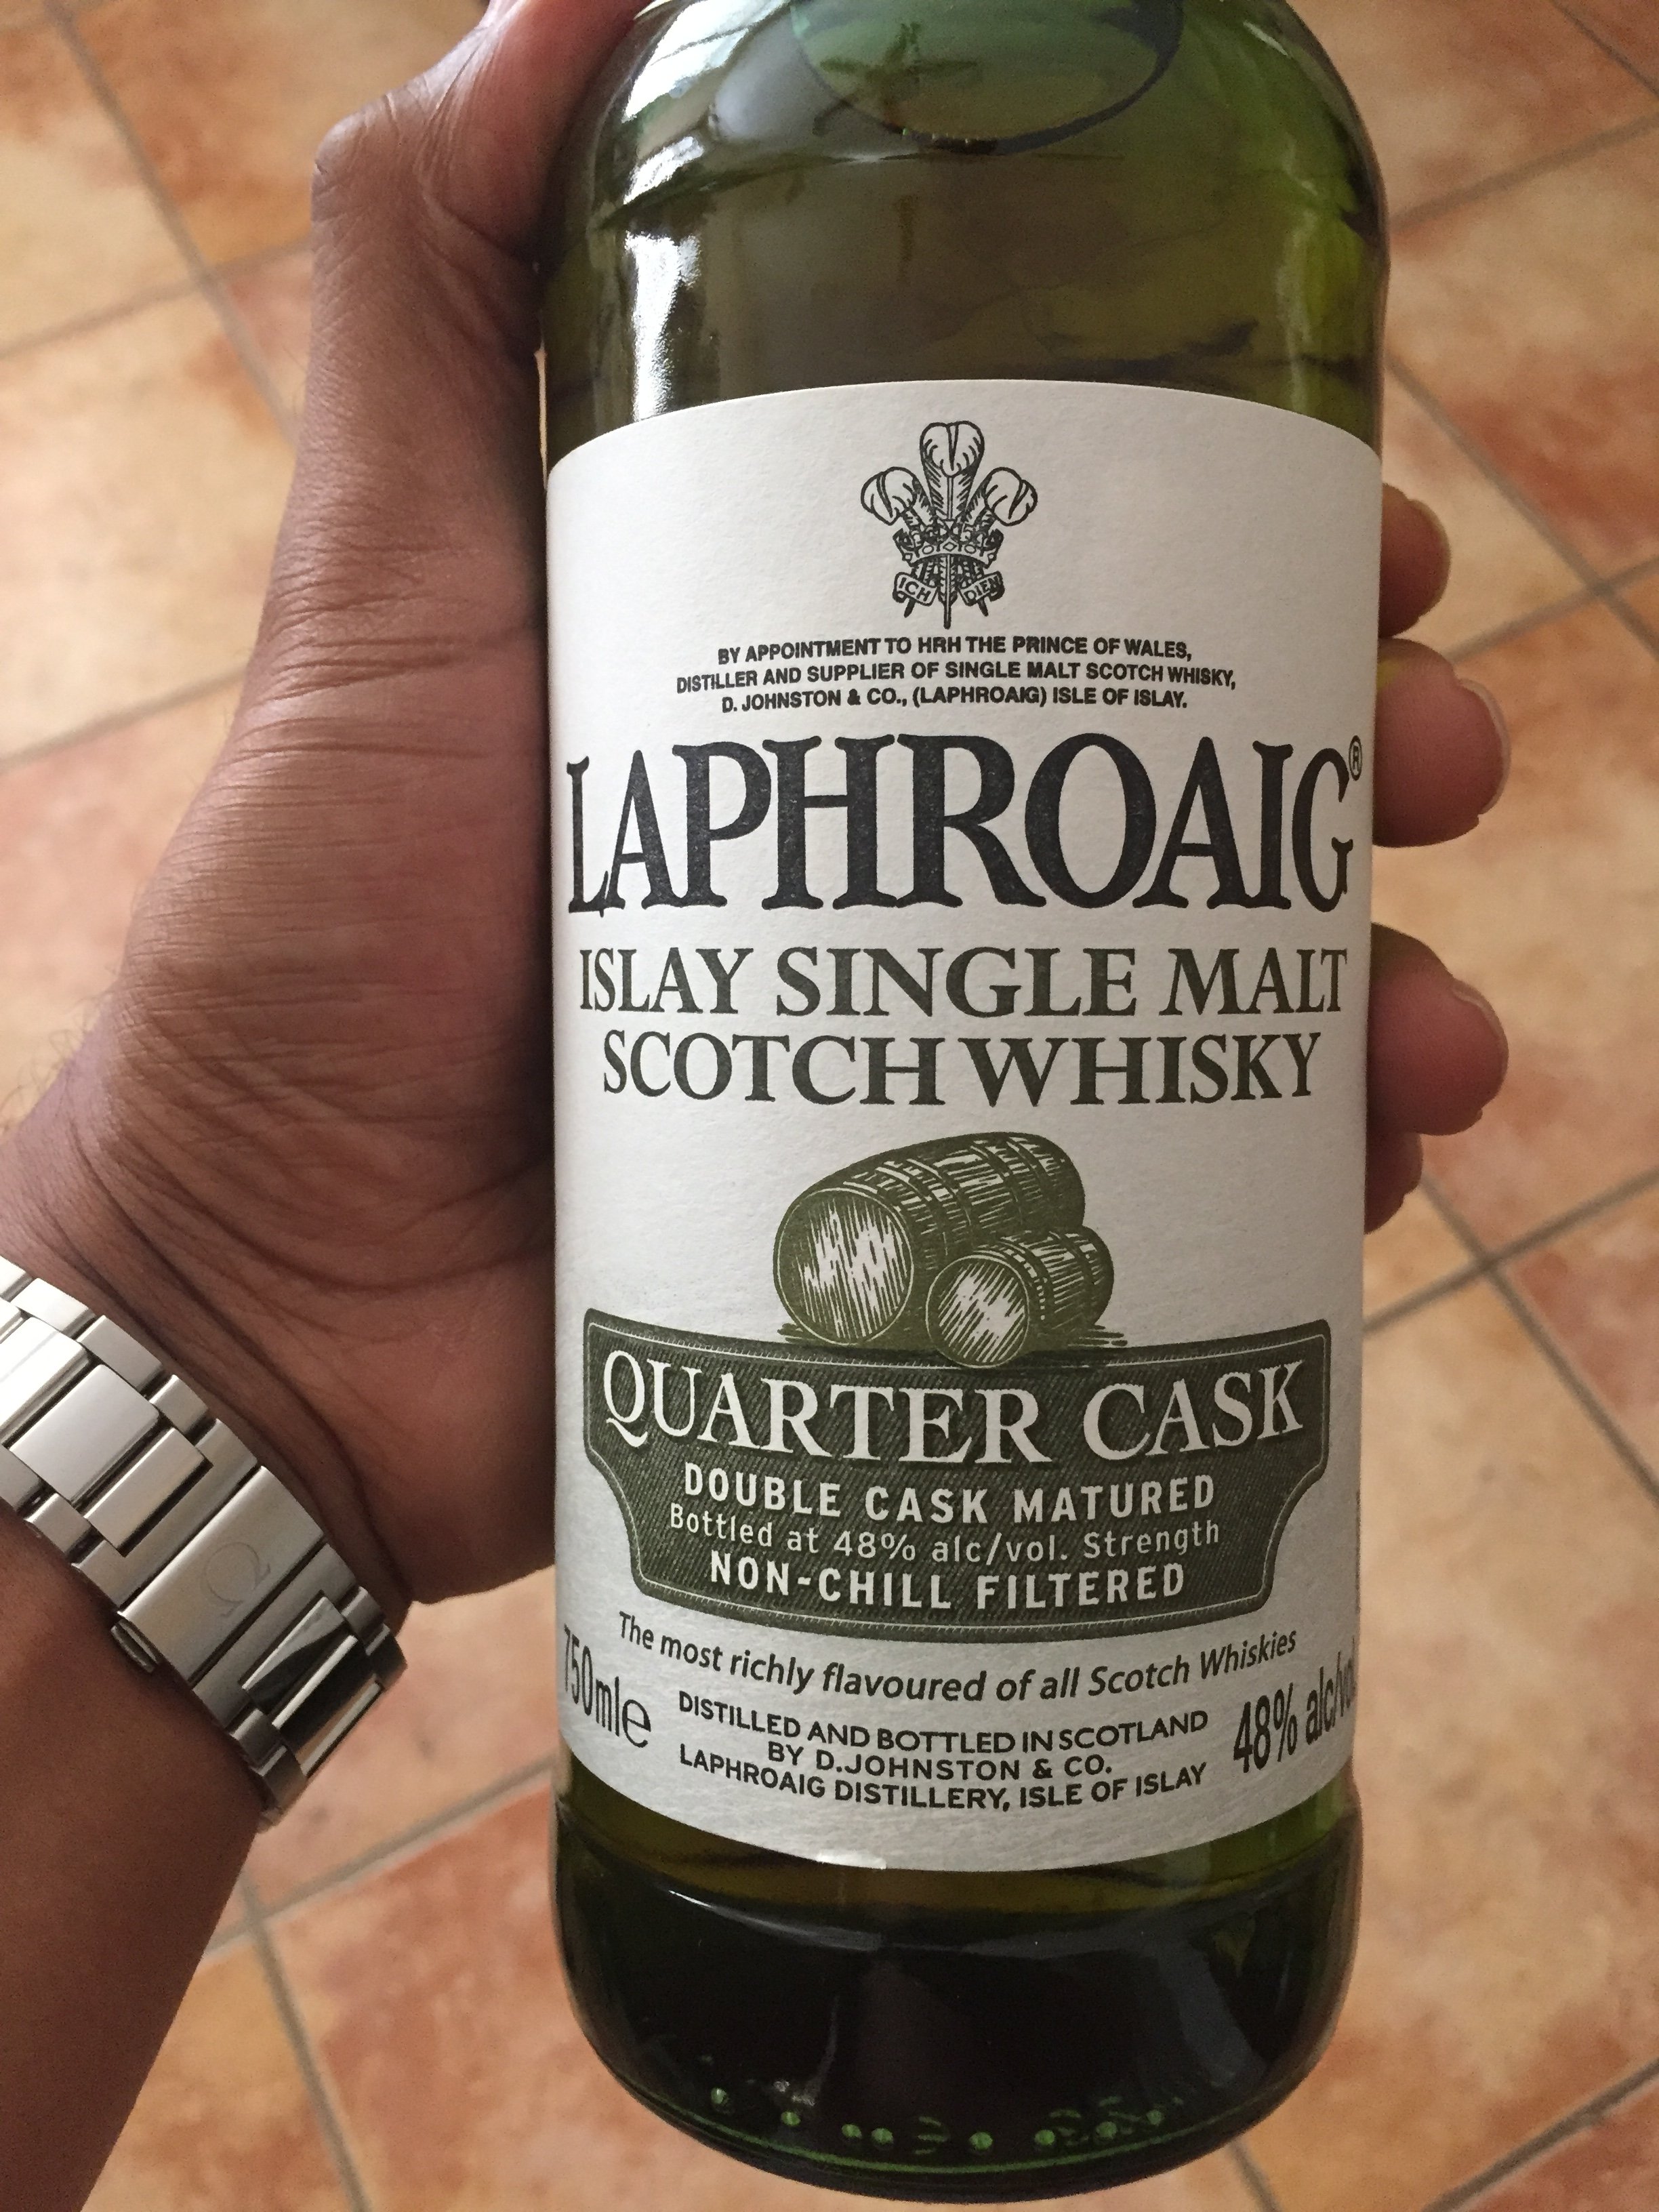 ICH DIEN
BY APPOINTMENT TO HRH THE PRINCE OF WALES,
DISTILLER AND SUPPLIER OF SINGLE MALT SCOTCH WHISKY,
D. JOHNSTON & CO., (LAPHROAIG) ISLE OF ISLAY.
LAPHROAIG®
ISLAY SINGLE MALT
SCOTCH WHISKY
QUARTER CASK
DOUBLE CASK MATURED
Bottled at 48% alc/vol. Strength
NON-CHILL FILTERED
The most richly flavoured of all Scotch Whiskies
750ml℮
DISTILLED AND BOTTLED IN SCOTLAND
BY D.JOHNSTON & CO.
LAPHROAIG DISTILLERY, ISLE OF ISLAY
48% alc/vol
Ω